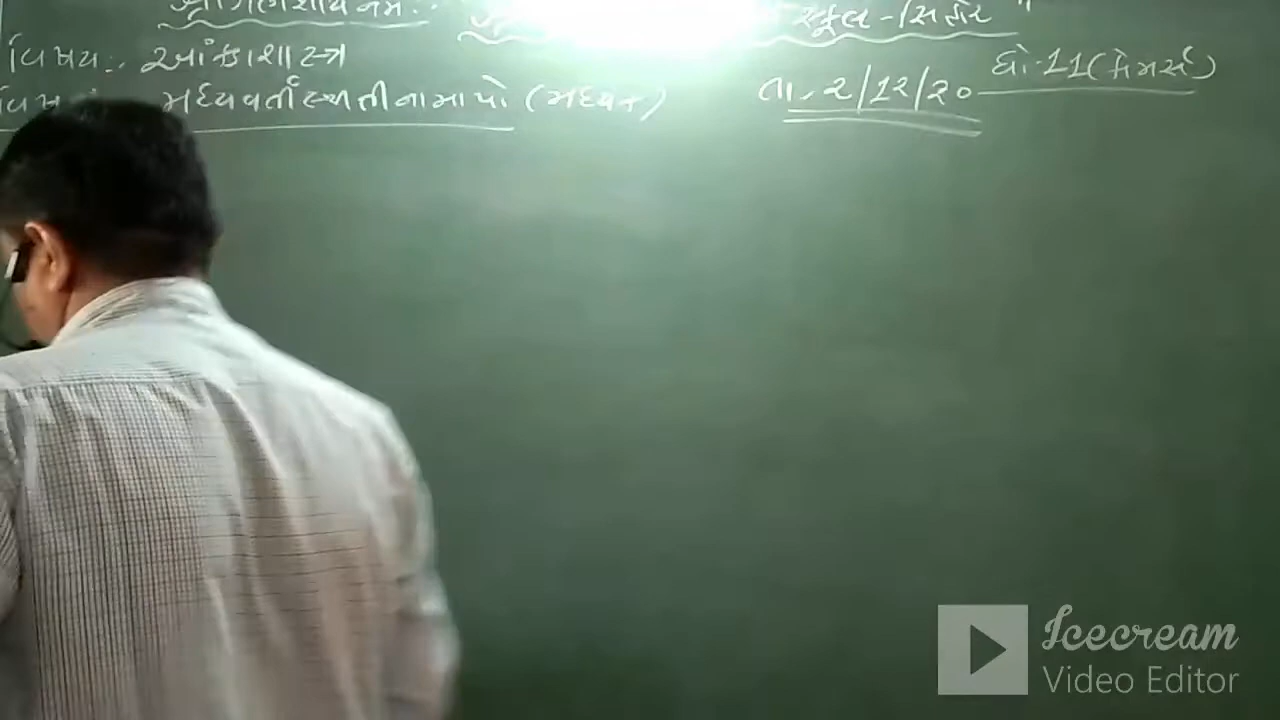 સ્કૂલ - સિહોર "
વિષય :- આંકડાશાસ્ત્ર
ધો-11 (કોમર્સ)
મધ્યવર્તી સ્થિતીના માપો (મધ્યક)
તા. 2/12/20
Icecream
Video Editor